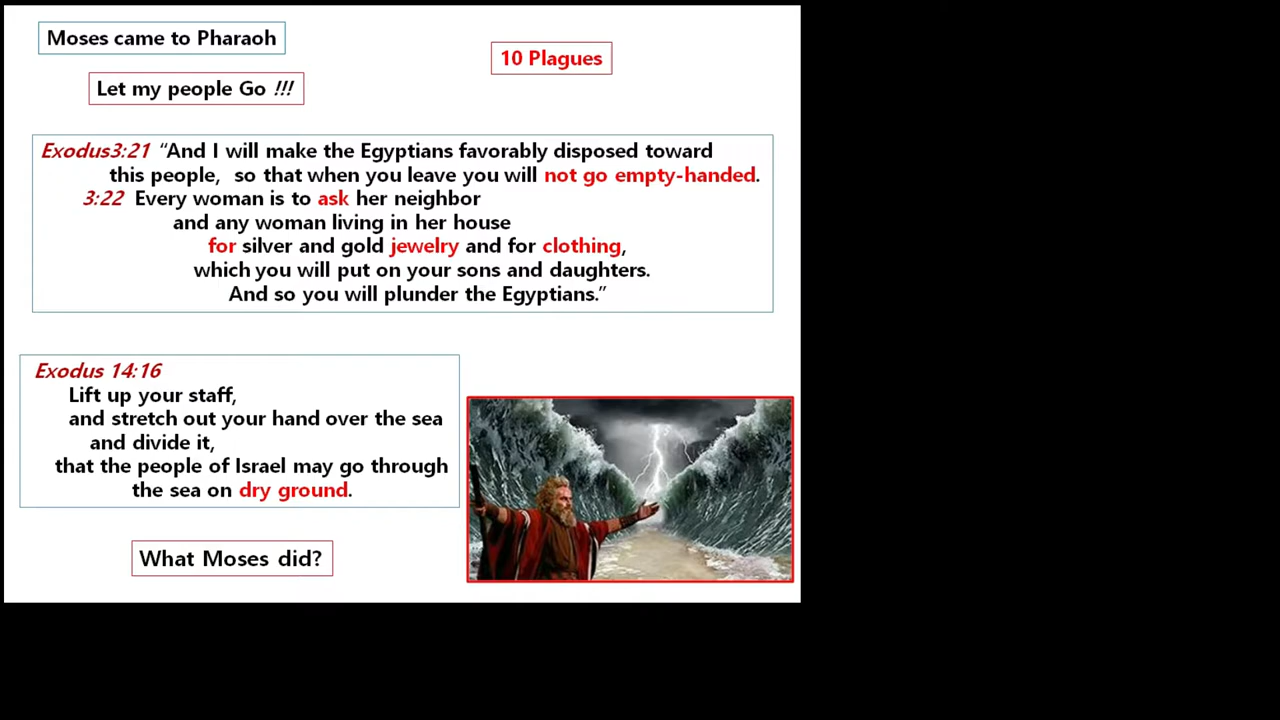 Moses came to Pharaoh
10 Plagues
Let my people Go !!!
Exodus3:21 “And I will make the Egyptians favorably disposed toward
this people, so that when you leave you will not go empty-handed.
3:22 Every woman is to ask her neighbor
and any woman living in her house
for silver and gold jewelry and for clothing,
which you will put on your sons and daughters.
And so you will plunder the Egyptians.”
Exodus 14:16
Lift up your staff,
and stretch out your hand over the sea
and divide it,
that the people of Israel may go through
the sea on dry ground.
What Moses did?